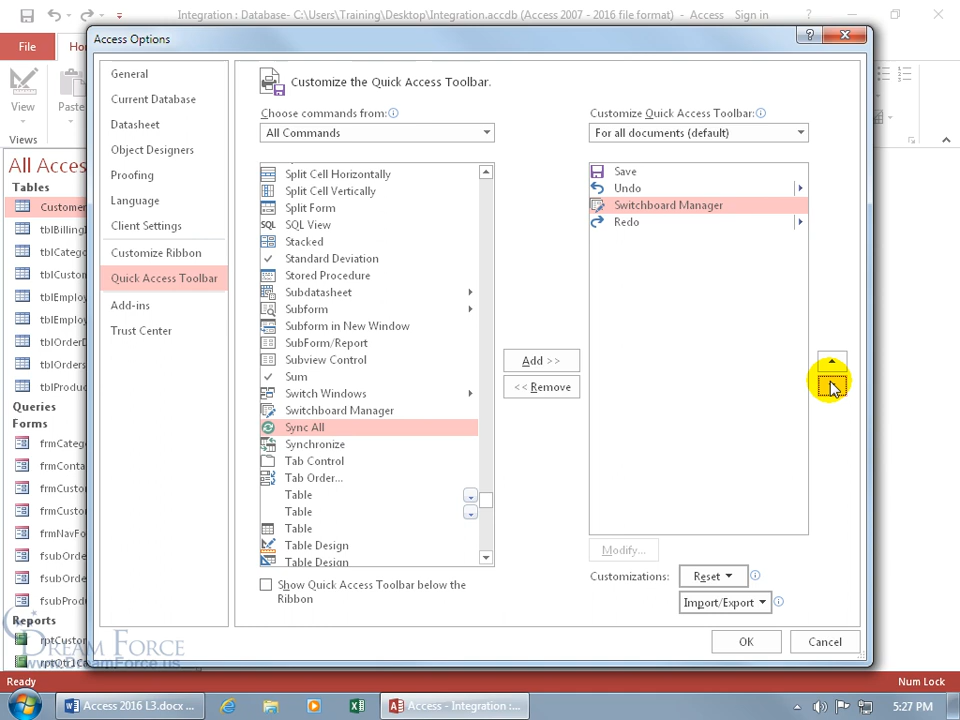 Integration : Database- C:\Users\Training\Desktop\Integration.accdb (Access 2007 - 2016 file format) - Access
Sign in
?
File
View
Paste
Views
All Access
Tables
Customer
tblBilling
tblCatego
tblCustom
tblEmploy
tblEmploy
tblOrderD
tblOrders
tblProduc
Queries
Forms
frmCateg
frmConta
frmCusto
frmCusto
frmNavFo
fsubOrde
fsubOrde
fsubProd
Reports
rptCustom
rptQtr1Ca
Access Options
?
General
Current Database
Datasheet
Object Designers
Proofing
Language
Client Settings
Customize Ribbon
Quick Access Toolbar
Add-ins
Trust Center
Customize the Quick Access Toolbar.
Choose commands from:
All Commands
Split Cell Horizontally
Split Cell Vertically
Split Form
SQL SQL View
Stacked
Standard Deviation
Stored Procedure
Subdatasheet
Subform
Subform in New Window
SubForm/Report
Subview Control
Sum
Switch Windows
Switchboard Manager
Sync All
Synchronize
Tab Control
Tab Order...
Table
Table
Table
Table Design
Table Design
Show Quick Access Toolbar below the
Ribbon
Add >>
<< Remove
Customize Quick Access Toolbar:
For all documents (default)
Save
Undo
Switchboard Manager
Redo
Modify...
Customizations:
Reset
Import/Export
OK
Cancel
DREAM FORCE
www.DreamForce.us
Ready
Num Lock
Access 2016 L3.docx ...
Access - Integration :...
5:27 PM